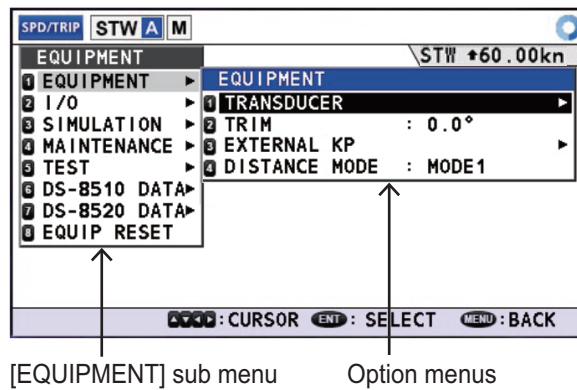 SPD/TRIP STW A M
EQUIPMENT
STW 60.00kn
1 EQUIPMENT ▶
2 I/O ▶
3 SIMULATION ▶
4 MAINTENANCE ▶
5 TEST ▶
6 DS-8510 DATA▶
7 DS-8520 DATA▶
8 EQUIP RESET
EQUIPMENT
1 TRANSDUCER ▶
2 TRIM : 0.0°
3 EXTERNAL KP ▶
4 DISTANCE MODE : MODE1
▲▼◀▶: CURSOR ENT: SELECT MENU: BACK
[EQUIPMENT] sub menu
Option menus